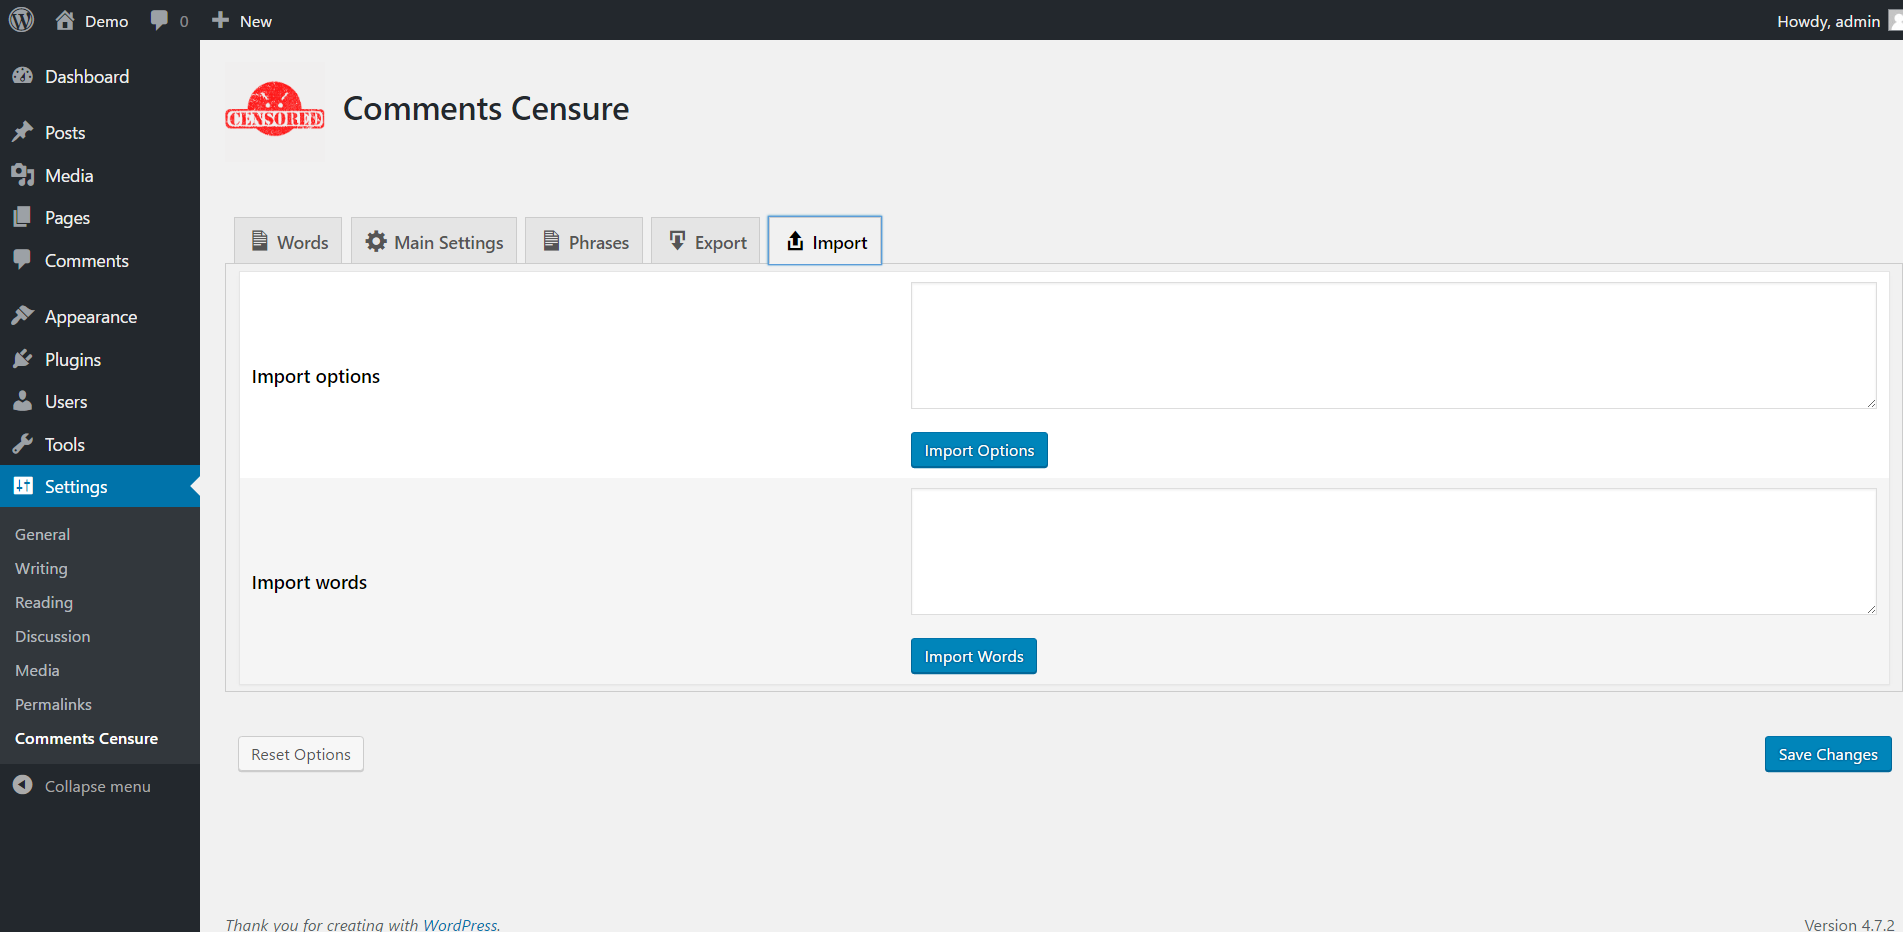 Demo
0
New
Howdy, admin
Dashboard
Posts
Media
Pages
Comments
Appearance
Plugins
Users
Tools
Settings
General
Writing
Reading
Discussion
Media
Permalinks
Comments Censure
Collapse menu
CENSORED
Comments Censure
Words
Main Settings
Phrases
Export
Import
Import options
Import Options
Import words
Import Words
Reset Options
Save Changes
Thank you for creating with WordPress.
Version 4.7.2